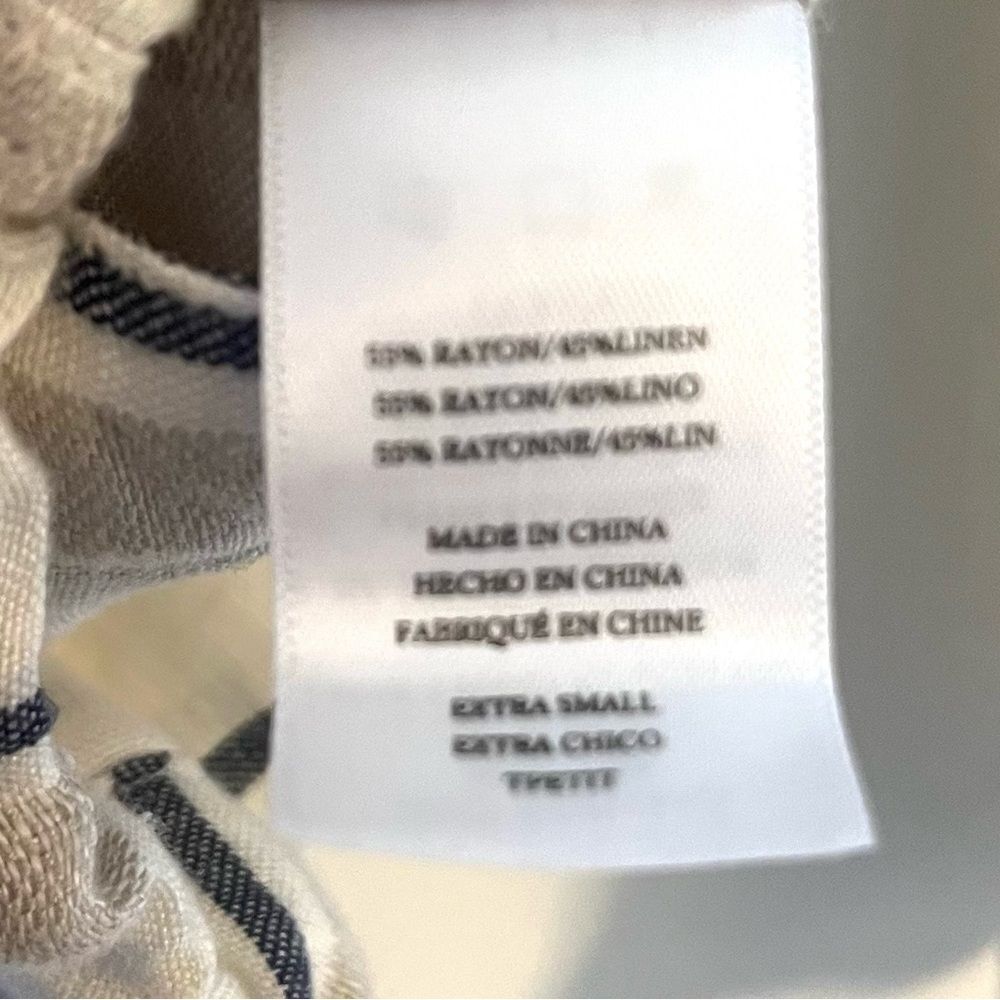 55% RAYON/45%LINEN
55% RAYON/45%LINO
55% RAYONNE/45%LIN
MADE IN CHINA
HECHO EN CHINA
FABRIQUÉ EN CHINE
EXTRA SMALL
EXTRA CHICO
TPETIT